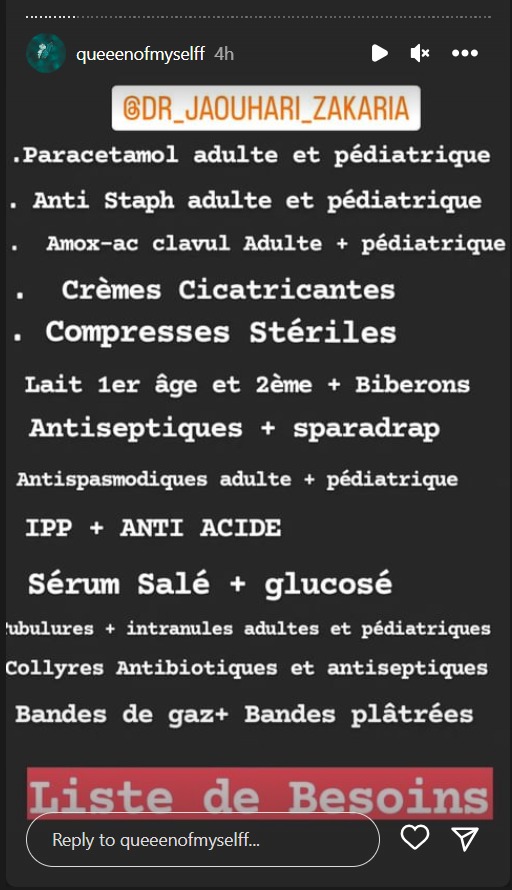 queeenofmyselff 4h
@DR_JAOUHARI_ZAKARIA
.Paracetamol adulte et pédiatrique
. Anti Staph adulte et pédiatrique
. Amox-ac clavul Adulte + pédiatrique
. Crèmes Cicatricantes
. Compresses Stériles
Lait 1er âge et 2ème + Biberons
Antiseptiques + sparadrap
Antispasmodiques adulte + pédiatrique
IPP + ANTI ACIDE
Sérum Salé + glucosé
ubulures + intranules adultes et pédiatriques
Collyres Antibiotiques et antiseptiques
Bandes de gaz+ Bandes plâtrées
Liste de Besoins
Reply to queeenofmyselff...